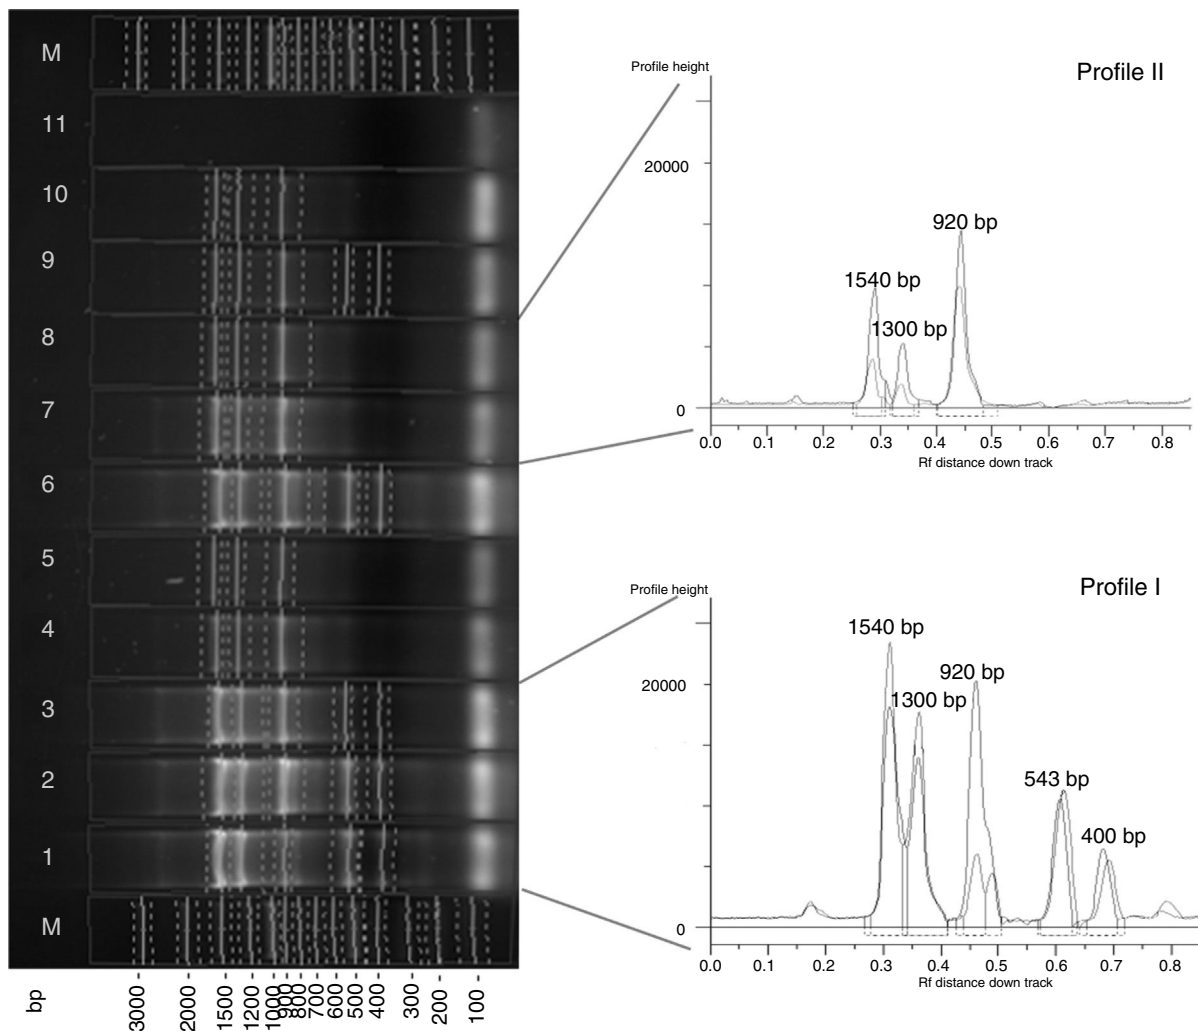 M
11
10
9
8
7
6
5
4
3
2
1
M
bp
3000
2000
1500
1200
1000
900
800
700
600
500
400
300
200
100
Profile height
Profile II
20000
0
1540 bp
1300 bp
920 bp
0.0 0.1 0.2 0.3 0.4 0.5 0.6 0.7 0.8
Rf distance down track
Profile height
Profile I
20000
0
1540 bp
1300 bp
920 bp
543 bp
400 bp
0.0 0.1 0.2 0.3 0.4 0.5 0.6 0.7 0.8
Rf distance down track